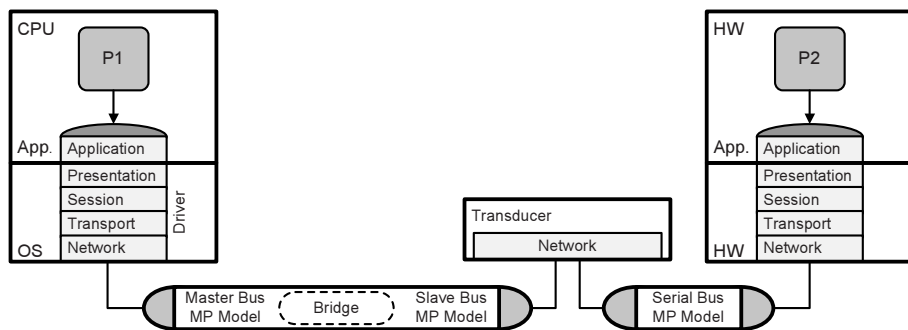 CPU
P1
App.
Application
Presentation
Session
Transport
Network
OS
Driver
Transducer
Network
HW
P2
App.
Application
Presentation
Session
Transport
Network
HW
Master Bus
MP Model
Bridge
Slave Bus
MP Model
Serial Bus
MP Model